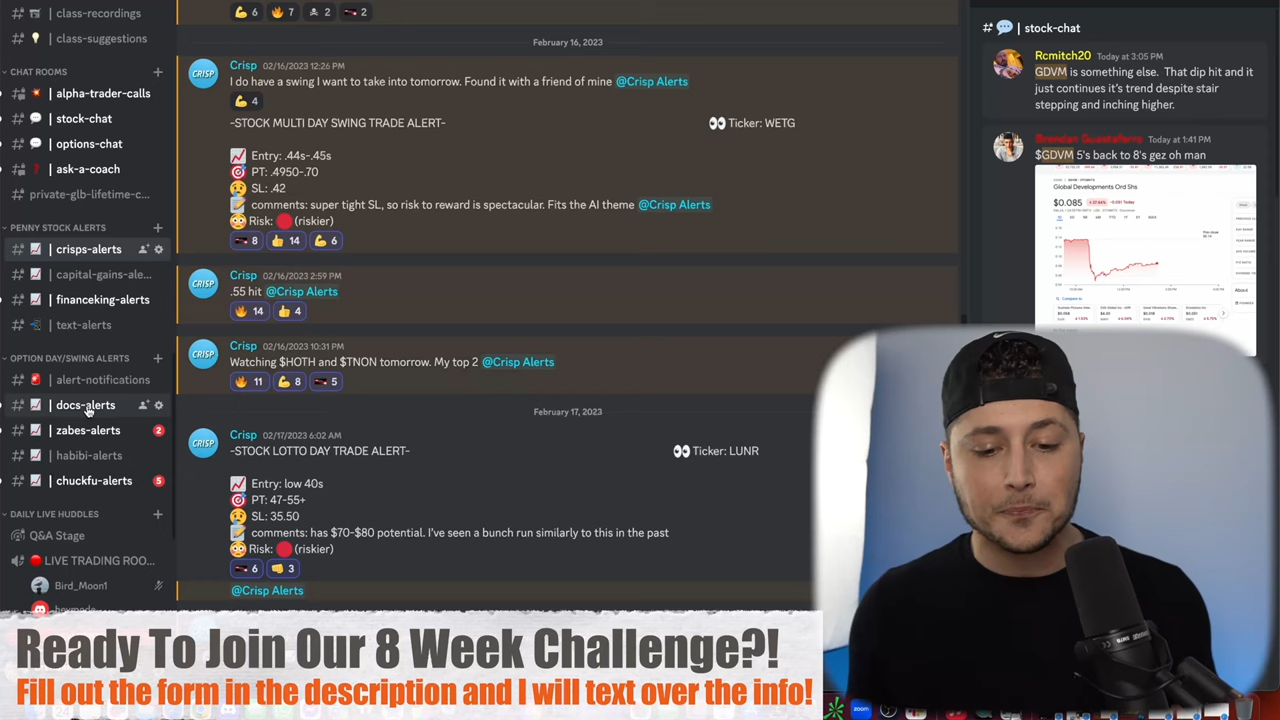 class-recordings
class-suggestions
CHAT ROOMS
alpha-trader-calls
stock-chat
options-chat
ask-a-coach
private-glb-lifetime-c...
PENNY STOCK ALERTS
crisps-alerts
capital-gains-ale...
financeking-alerts
text-alerts
OPTION DAY/SWING ALERTS
alert-notifications
docs-alerts
zabes-alerts 2
habibi-alerts
chuckfu-alerts 5
DAILY LIVE HUDDLES
Q&A Stage
LIVE TRADING ROO...
Bird_Moon1
6 7 2 2
February 16, 2023
CRISP
Crisp 02/16/2023 12:26 PM
I do have a swing I want to take into tomorrow. Found it with a friend of mine @Crisp Alerts
4
-STOCK MULTI DAY SWING TRADE ALERT- 👀 Ticker: WETG
📈 Entry: .44s-.45s
🎯 PT: .4950-.70
😢 SL: .42
📝 comments: super tight SL, so risk to reward is spectacular. Fits the AI theme @Crisp Alerts
😳 Risk: 🔴 (riskier)
8 14 6
CRISP
Crisp 02/16/2023 2:59 PM
.55 hit @Crisp Alerts
14 4
CRISP
Crisp 02/16/2023 10:31 PM
Watching $HOTH and $TNON tomorrow. My top 2 @Crisp Alerts
11 8 5
February 17, 2023
CRISP
Crisp 02/17/2023 6:02 AM
-STOCK LOTTO DAY TRADE ALERT- 👀 Ticker: LUNR
📈 Entry: low 40s
🎯 PT: 47-55+
😢 SL: 35.50
📝 comments: has $70-$80 potential. I've seen a bunch run similarly to this in the past
😳 Risk: 🔴 (riskier)
6 3
@Crisp Alerts
# 💬 | stock-chat
Rcmitch20 Today at 3:05 PM
GDVM is something else. That dip hit and it
just continues it's trend despite stair
stepping and inching higher.
Today at 1:41 PM
$GDVM 5's back to 8's gez oh man
Global Developments Ord Shs
$0.085
Ready To Join Our 8 Week Challenge?!
Fill out the form in the description and I will text over the info!
zoom